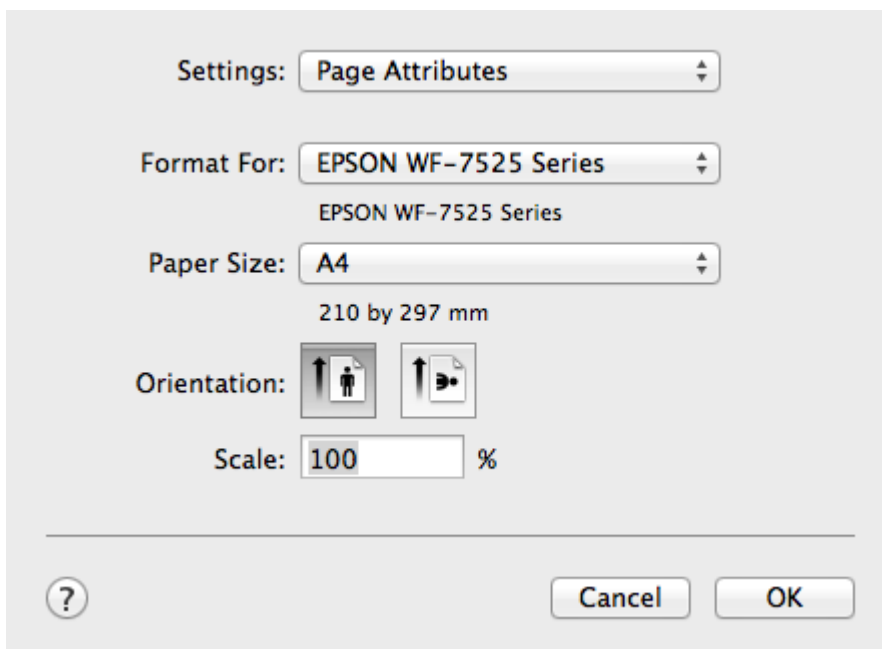 Settings: Page Attributes
Format For: EPSON WF-7525 Series
EPSON WF-7525 Series
Paper Size: A4
210 by 297 mm
Orientation:
Scale: 100 %
? Cancel OK